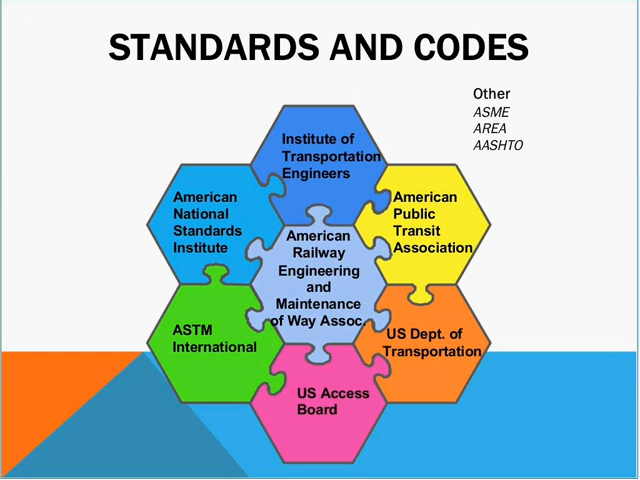 STANDARDS AND CODES
Other
ASME
AREA
AASHTO
Institute of
Transportation
Engineers
American
National
Standards
Institute
American
Public
Transit
Association
American
Railway
Engineering
and
Maintenance
of Way Assoc.
ASTM
International
US Dept. of
Transportation
US Access
Board